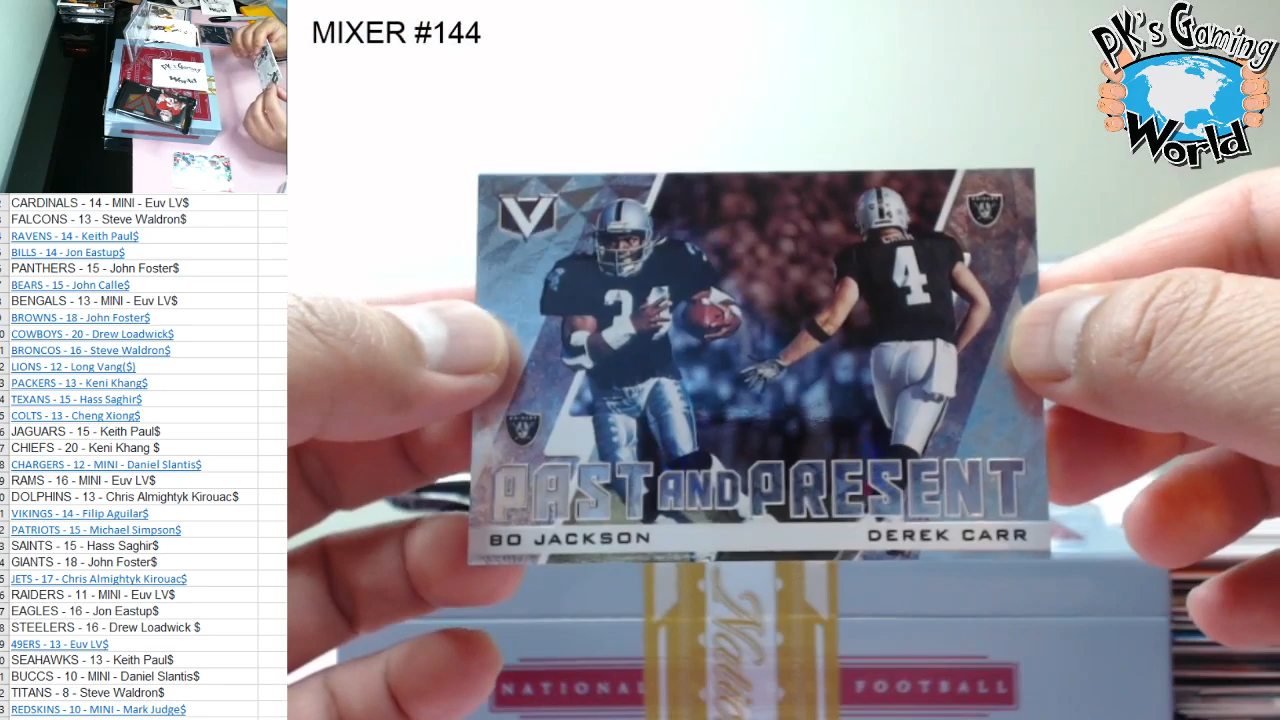 MIXER #144
PK's Gaming
World
PK's Gaming
World
CARDINALS - 14 - MINI - Euv LV$
FALCONS - 13 - Steve Waldron$
RAVENS - 14 - Keith Paul$
BILLS - 14 - Jon Eastup$
PANTHERS - 15 - John Foster$
BEARS - 15 - John Calle$
BENGALS - 13 - MINI - Euv LV$
BROWNS - 18 - John Foster$
COWBOYS - 20 - Drew Loadwick$
BRONCOS - 16 - Steve Waldron$
LIONS - 12 - Long Vang($)
PACKERS - 13 - Keni Khang$
TEXANS - 15 - Hass Saghir$
COLTS - 13 - Cheng Xiong$
JAGUARS - 15 - Keith Paul$
CHIEFS - 20 - Keni Khang $
CHARGERS - 12 - MINI - Daniel Slantis$
RAMS - 16 - MINI - Euv LV$
DOLPHINS - 13 - Chris Almightyk Kirouac$
VIKINGS - 14 - Filip Aguilar$
PATRIOTS - 15 - Michael Simpson$
SAINTS - 15 - Hass Saghir$
GIANTS - 18 - John Foster$
JETS - 17 - Chris Almightyk Kirouac$
RAIDERS - 11 - MINI - Euv LV$
EAGLES - 16 - Jon Eastup$
STEELERS - 16 - Drew Loadwick $
49ERS - 13 - Euv LV$
SEAHAWKS - 13 - Keith Paul$
BUCCS - 10 - MINI - Daniel Slantis$
TITANS - 8 - Steve Waldron$
REDSKINS - 10 - MINI - Mark Judge$
V
RAIDERS
CARR
34
4
RAIDERS
PAST AND PRESENT
BO JACKSON
DEREK CARR
NATIONAL
FOOTBALL